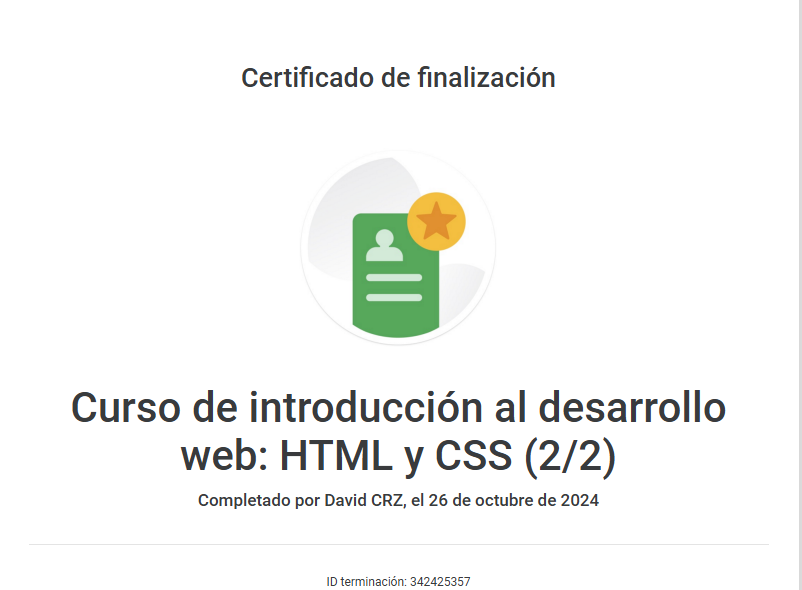 Certificado de finalización
Curso de introducción al desarrollo
web: HTML y CSS (2/2)
Completado por David CRZ, el 26 de octubre de 2024
ID terminación: 342425357